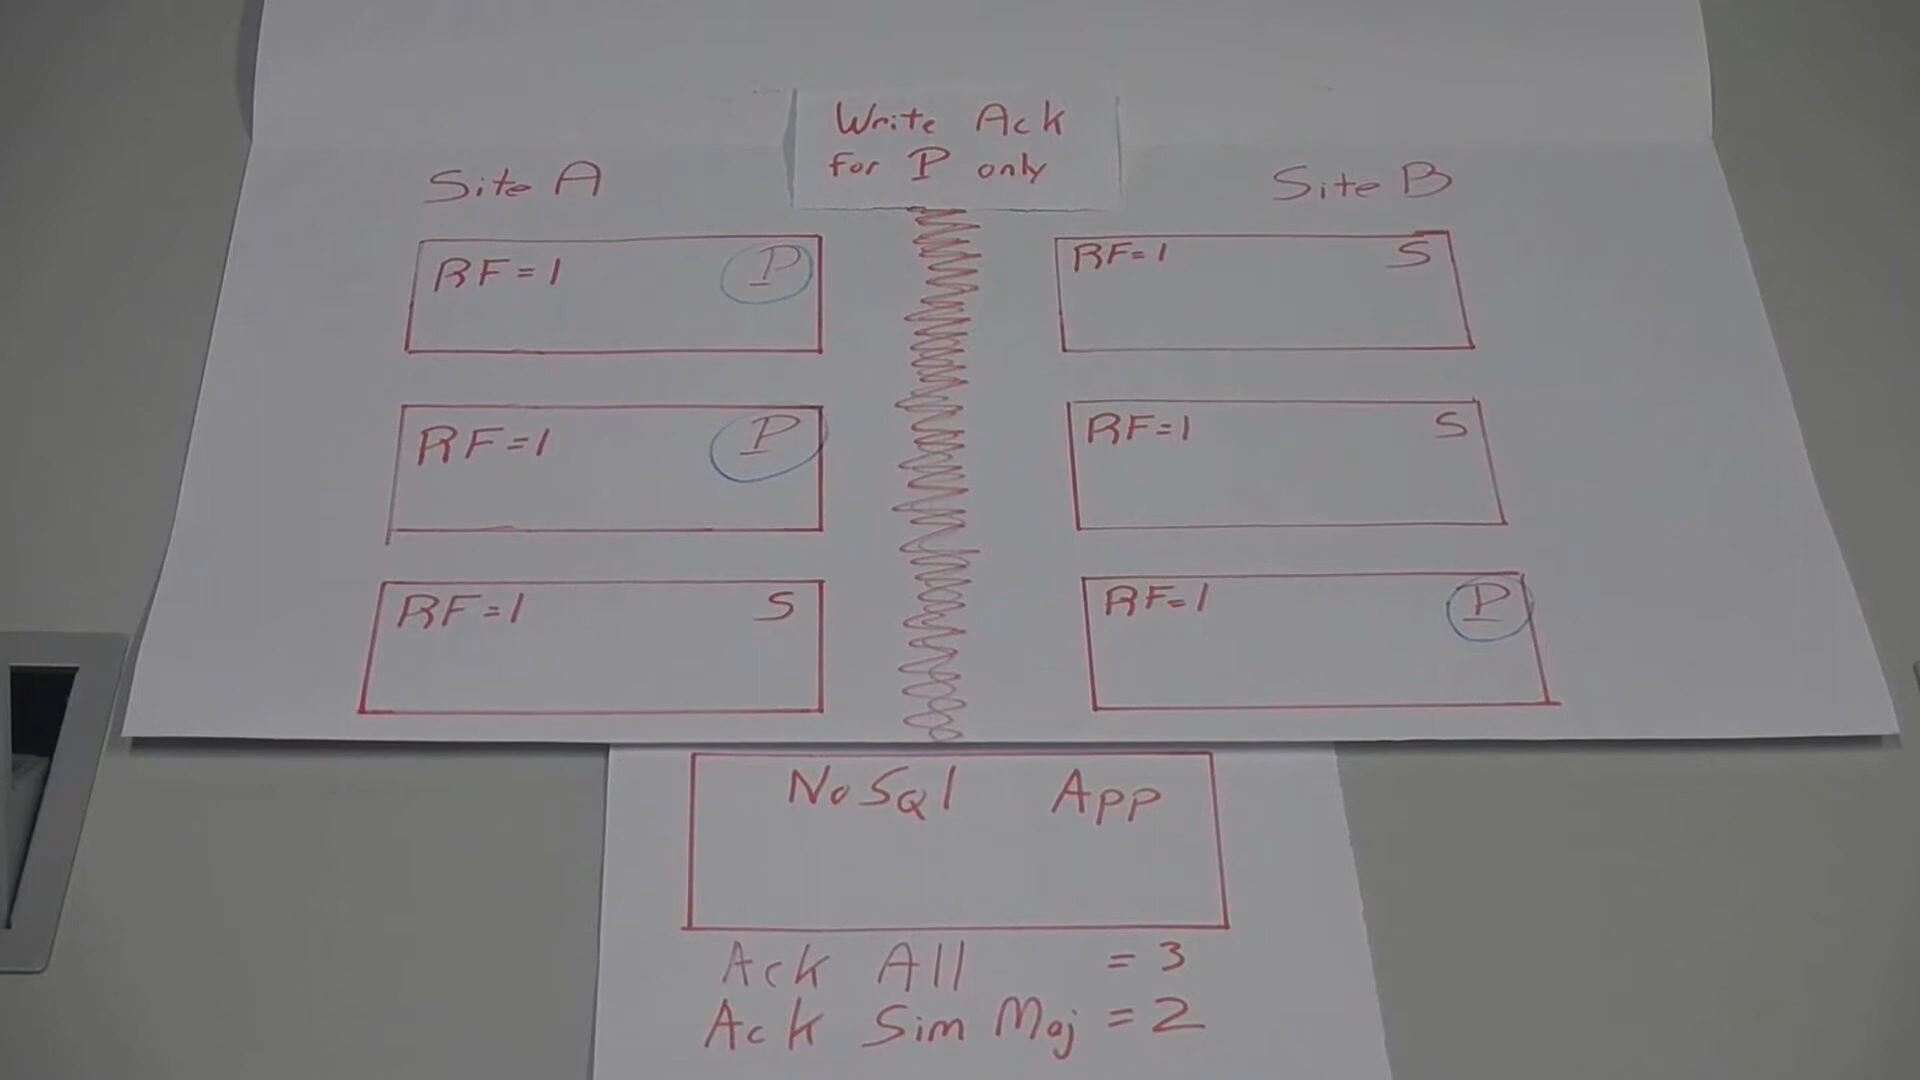 Write Ack
for P only
Site A
Site B
RF=1 P
RF=1 S
RF=1 P
RF=1 S
RF=1 S
RF=1 P
NoSql App
Ack All = 3
Ack Sim Maj = 2